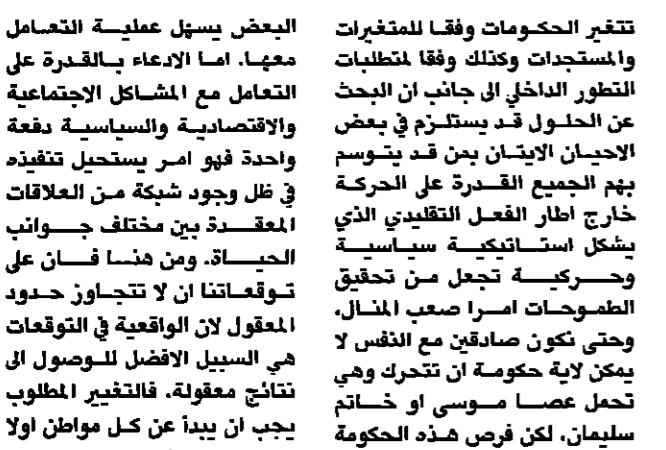 تتغير الحكومات وفقا للمتغيرات
والمستجدات وكذلك وفقا لمتطلبات
التطور الداخلي الى جانب ان البحث
عن الحلول قد يستلزم في بعض
الاحيان الايتان بمن قد يتوسم
بهم الجميع القدرة على الحركة
خارج اطار الفعل التقليدي الذي
يشكل استاتيكية سياسية
وحركية تجعل من تحقيق
الطموحات امرا صعب المنال.
وحتى نكون صادقين مع النفس لا
يمكن لاية حكومة ان تتحرك وهي
تحمل عصا موسى او خاتم
سليمان، لكن فرص هذه الحكومة
البعض يسهل عملية التعامل
معها. اما الادعاء بالقدرة على
التعامل مع المشاكل الاجتماعية
والاقتصادية والسياسية دفعة
واحدة فهو امر يستحيل تنفيذه
في ظل وجود شبكة من العلاقات
المعقدة بين مختلف جوانب
الحياة. ومن هنا فان على
توقعاتنا ان لا تتجاوز حدود
المعقول لان الواقعية في التوقعات
هي السبيل الافضل للوصول الى
نتائج معقولة. فالتغيير المطلوب
يجب ان يبدأ عن كل مواطن اولا